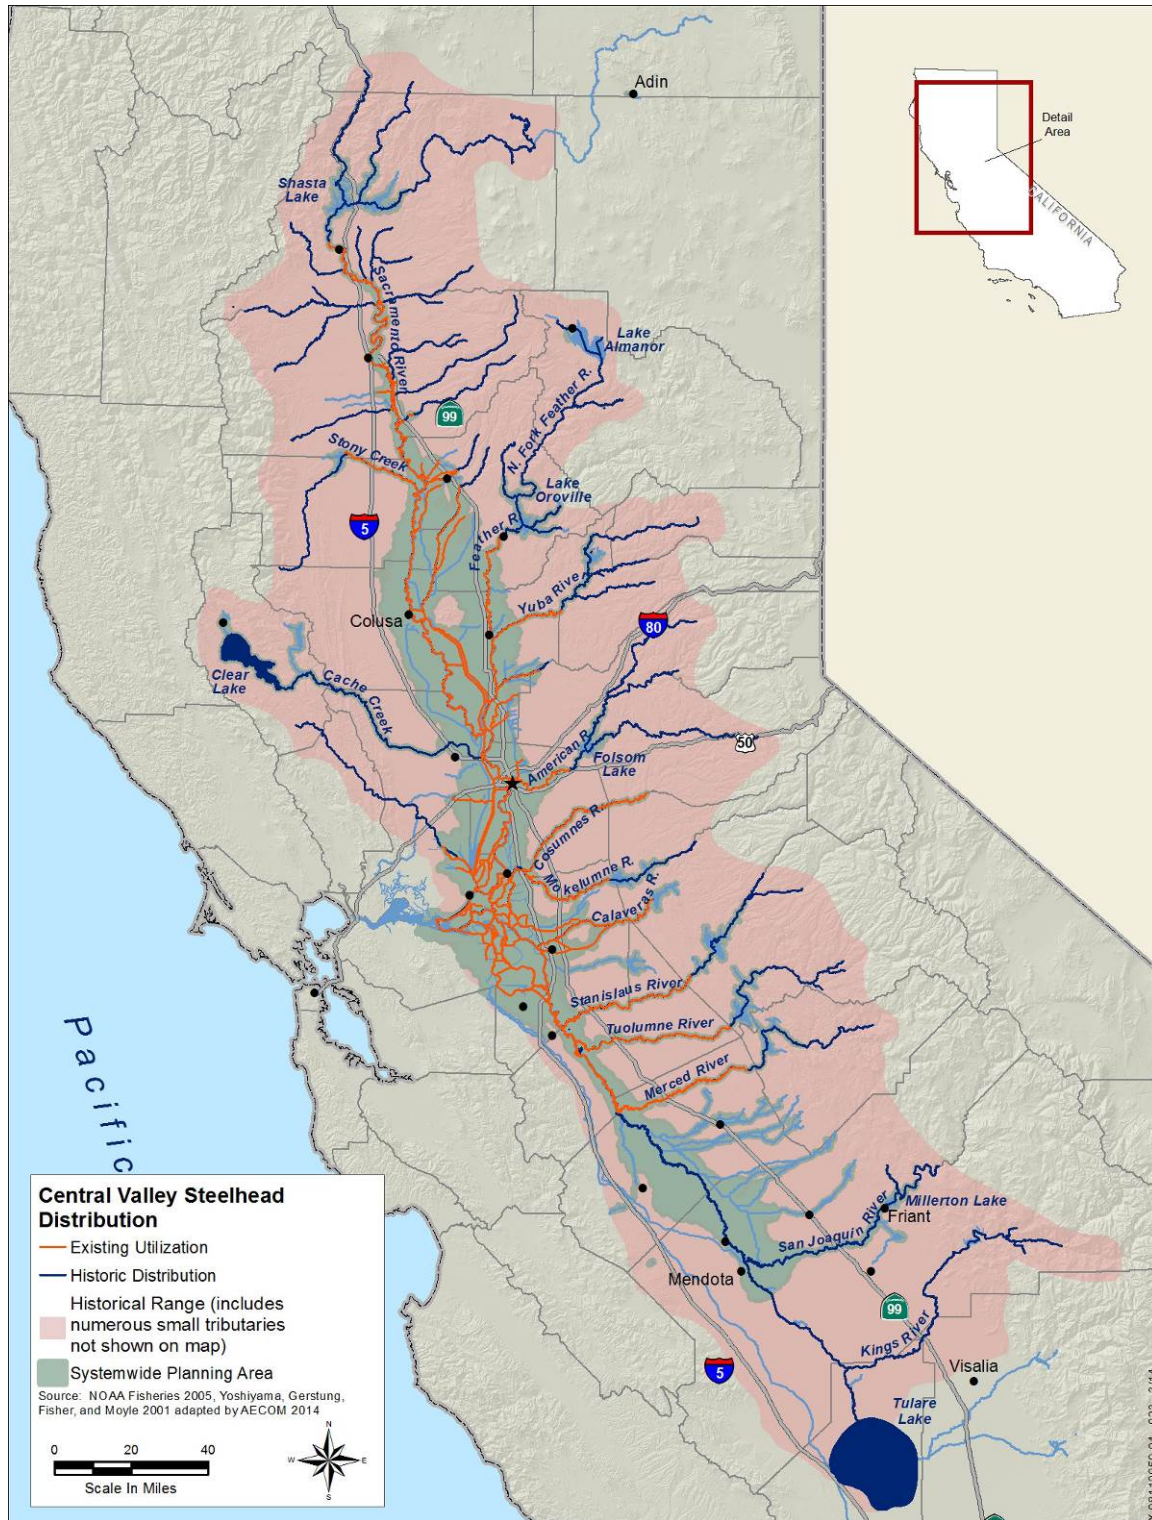 Adin
Detail
Area
CALIFORNIA
Shasta
Lake
Sacramento River
Lake
Almanor
99
N. Fork Feather R.
Stony Creek
Lake
Oroville
5
Feather R.
Yuba River
Colusa
80
Clear
Lake
Cache Creek
50
American R.
Folsom
Lake
Cosumnes R.
Mokelumne R.
Calaveras R.
Stanislaus River
Tuolumne River
Merced River
Pacific
Millerton Lake
Friant
San Joaquin River
Mendota
99
Kings River
5
Visalia
Tulare
Lake
Central Valley Steelhead
Distribution
Existing Utilization
Historic Distribution
Historical Range (includes
numerous small tributaries
not shown on map)
Systemwide Planning Area
Source: NOAA Fisheries 2005, Yoshiyama, Gerstung,
Fisher, and Moyle 2001 adapted by AECOM 2014
N
W
E
S
0 20 40
Scale In Miles